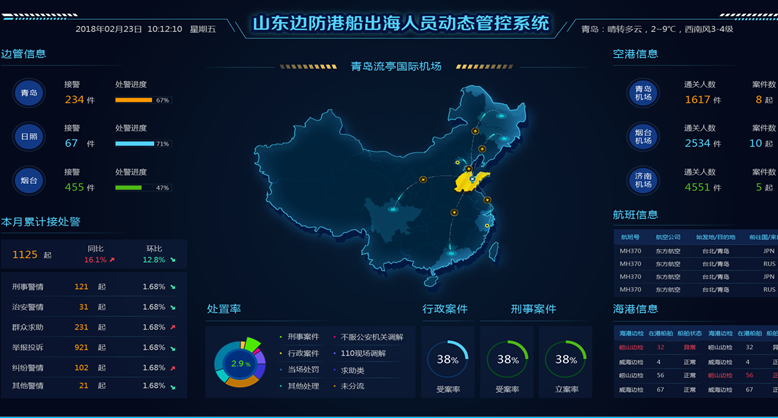 2018年02月23日 10:12:10 星期五
山东边防港船出海人员动态管控系统
青岛：晴转多云，2~9℃，西南风3-4级
边管信息
青岛 接警 234 件 处警进度 67%
日照 接警 67 件 处警进度 71%
烟台 接警 455 件 处警进度 47%
本月累计接处警
1125 起 同比 16.1% 环比 12.8%
刑事警情 121 起 1.68%
治安警情 31 起 1.68%
群众求助 231 起 1.68%
举报投诉 921 起 1.68%
纠纷警情 102 起 1.68%
其他警情 21 起 1.68%
青岛流亭国际机场
处置率
2.9%
刑事案件 不服公安机关调解
行政案件 110现场调解
当场处罚 求助类
其他处理 未分流
行政案件
38%
受案率
刑事案件
38% 38%
受案率 立案率
空港信息
青岛机场 通关人数 1617 件 案件数 8 起
烟台机场 通关人数 2534 件 案件数 10 起
济南机场 通关人数 4551 件 案件数 5 起
航班信息
航班号 航空公司 始发地/目的地 前往国/来
MH370 东方航空 台北/青岛 JPN
MH370 东方航空 台北/青岛 RUS
MH370 东方航空 台北/青岛 JPN
MH370 东方航空 台北/青岛 RUS
海港信息
海港边检 在港船舶 船舶状态 海港边检 在港船舶
崂山边检 32 异常 崂山边检 32
威海边检 4 正常 威海边检 4 正
崂山边检 56 正常 崂山边检 56 正
威海边检 67 正常 威海边检 67 正